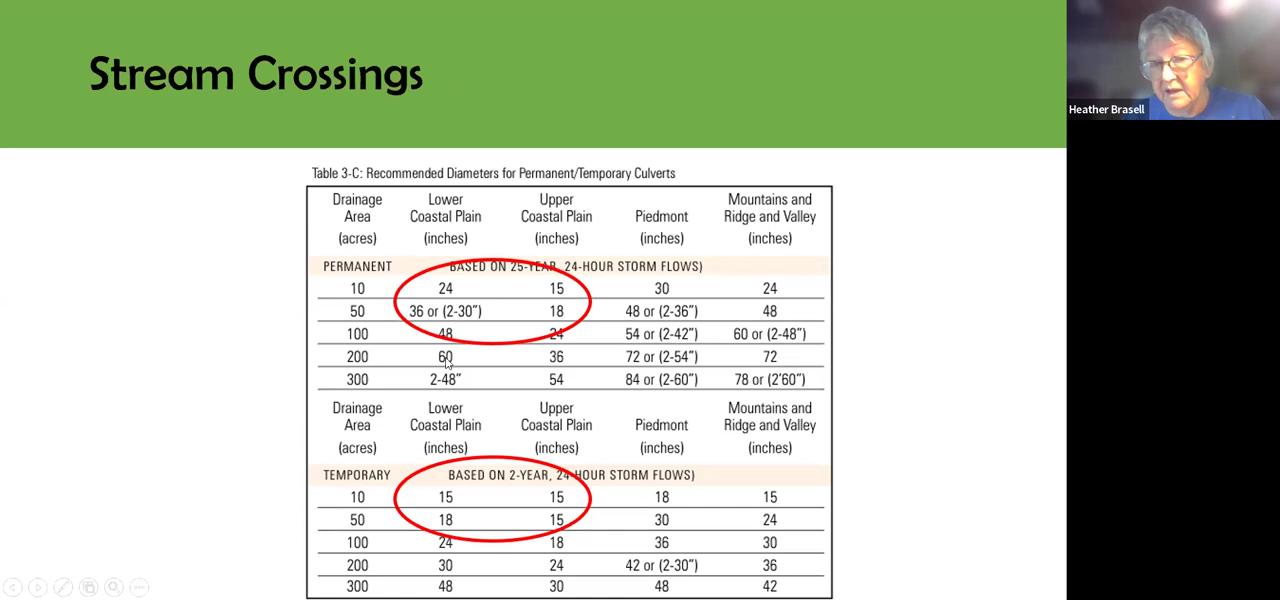 Stream Crossings
Heather Brasell
Table 3-C: Recommended Diameters for Permanent/Temporary Culverts
Drainage Area (acres) Lower Coastal Plain (inches) Upper Coastal Plain (inches) Piedmont (inches) Mountains and Ridge and Valley (inches)
PERMANENT BASED ON 25-YEAR, 24-HOUR STORM FLOWS)
10 24 15 30 24
50 36 or (2-30") 18 48 or (2-36") 48
100 48 24 54 or (2-42") 60 or (2-48")
200 60 36 72 or (2-54") 72
300 2-48" 54 84 or (2-60") 78 or (2'60")
Drainage Area (acres) Lower Coastal Plain (inches) Upper Coastal Plain (inches) Piedmont (inches) Mountains and Ridge and Valley (inches)
TEMPORARY BASED ON 2-YEAR, 24-HOUR STORM FLOWS)
10 15 15 18 15
50 18 15 30 24
100 24 18 36 30
200 30 24 42 or (2-30") 36
300 48 30 48 42